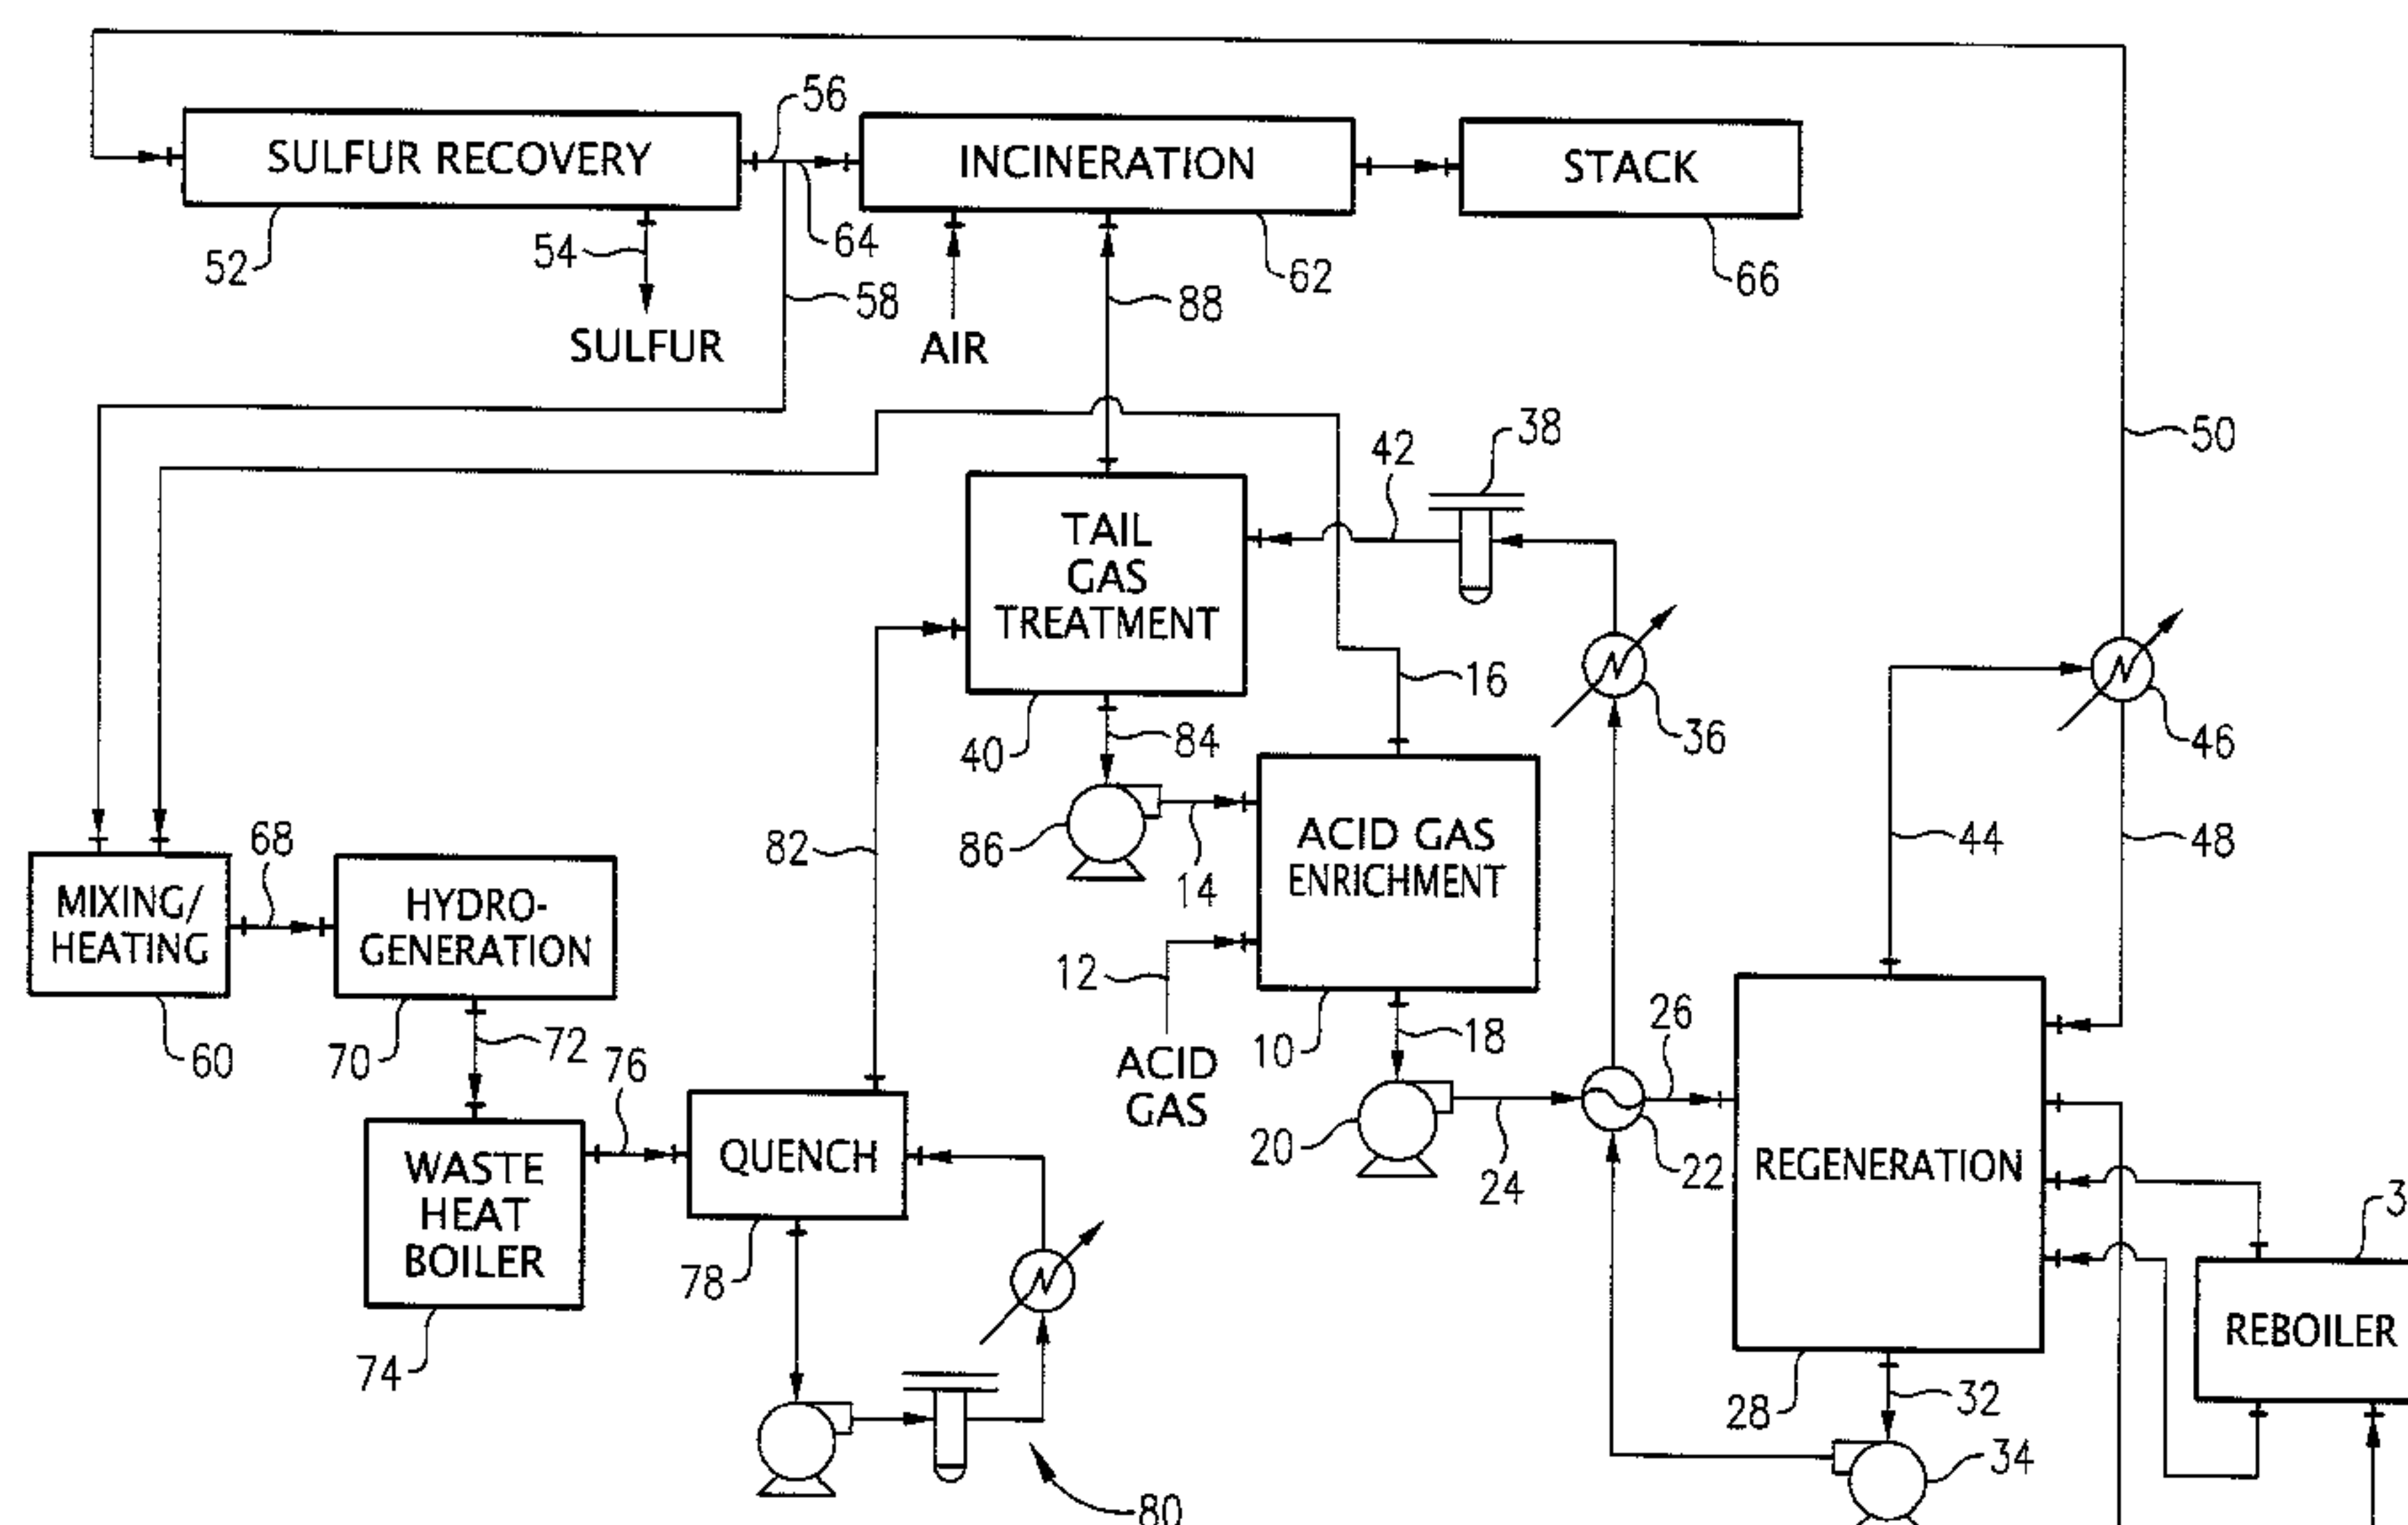 56
SULFUR RECOVERY
INCINERATION
STACK
52
54
64
62
66
58
88
SULFUR
AIR
38
42
50
TAIL
GAS
TREATMENT
16
36
46
40
84
82
86
14
ACID GAS
ENRICHMENT
44
48
68
MIXING/
HEATING
HYDRO-
GENERATION
12
60
70
72
76
ACID
GAS
10
18
26
WASTE
HEAT
BOILER
QUENCH
20
24
22
REGENERATION
78
REBOILER
74
28
32
34
80